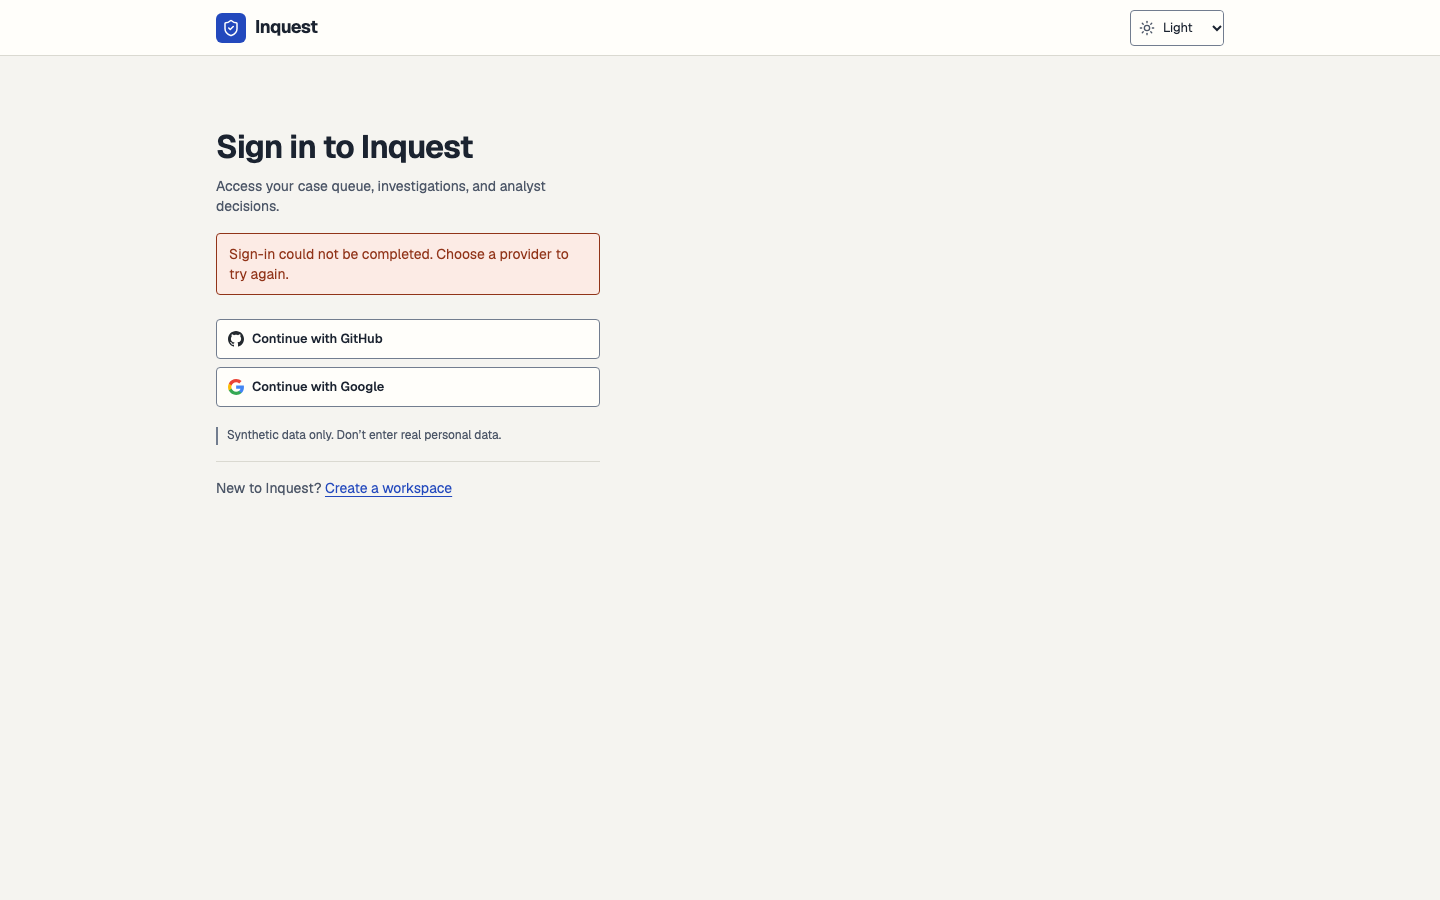 Inquest
Light
Sign in to Inquest
Access your case queue, investigations, and analyst
decisions.
Sign-in could not be completed. Choose a provider to
try again.
Continue with GitHub
Continue with Google
Synthetic data only. Don’t enter real personal data.
New to Inquest? Create a workspace